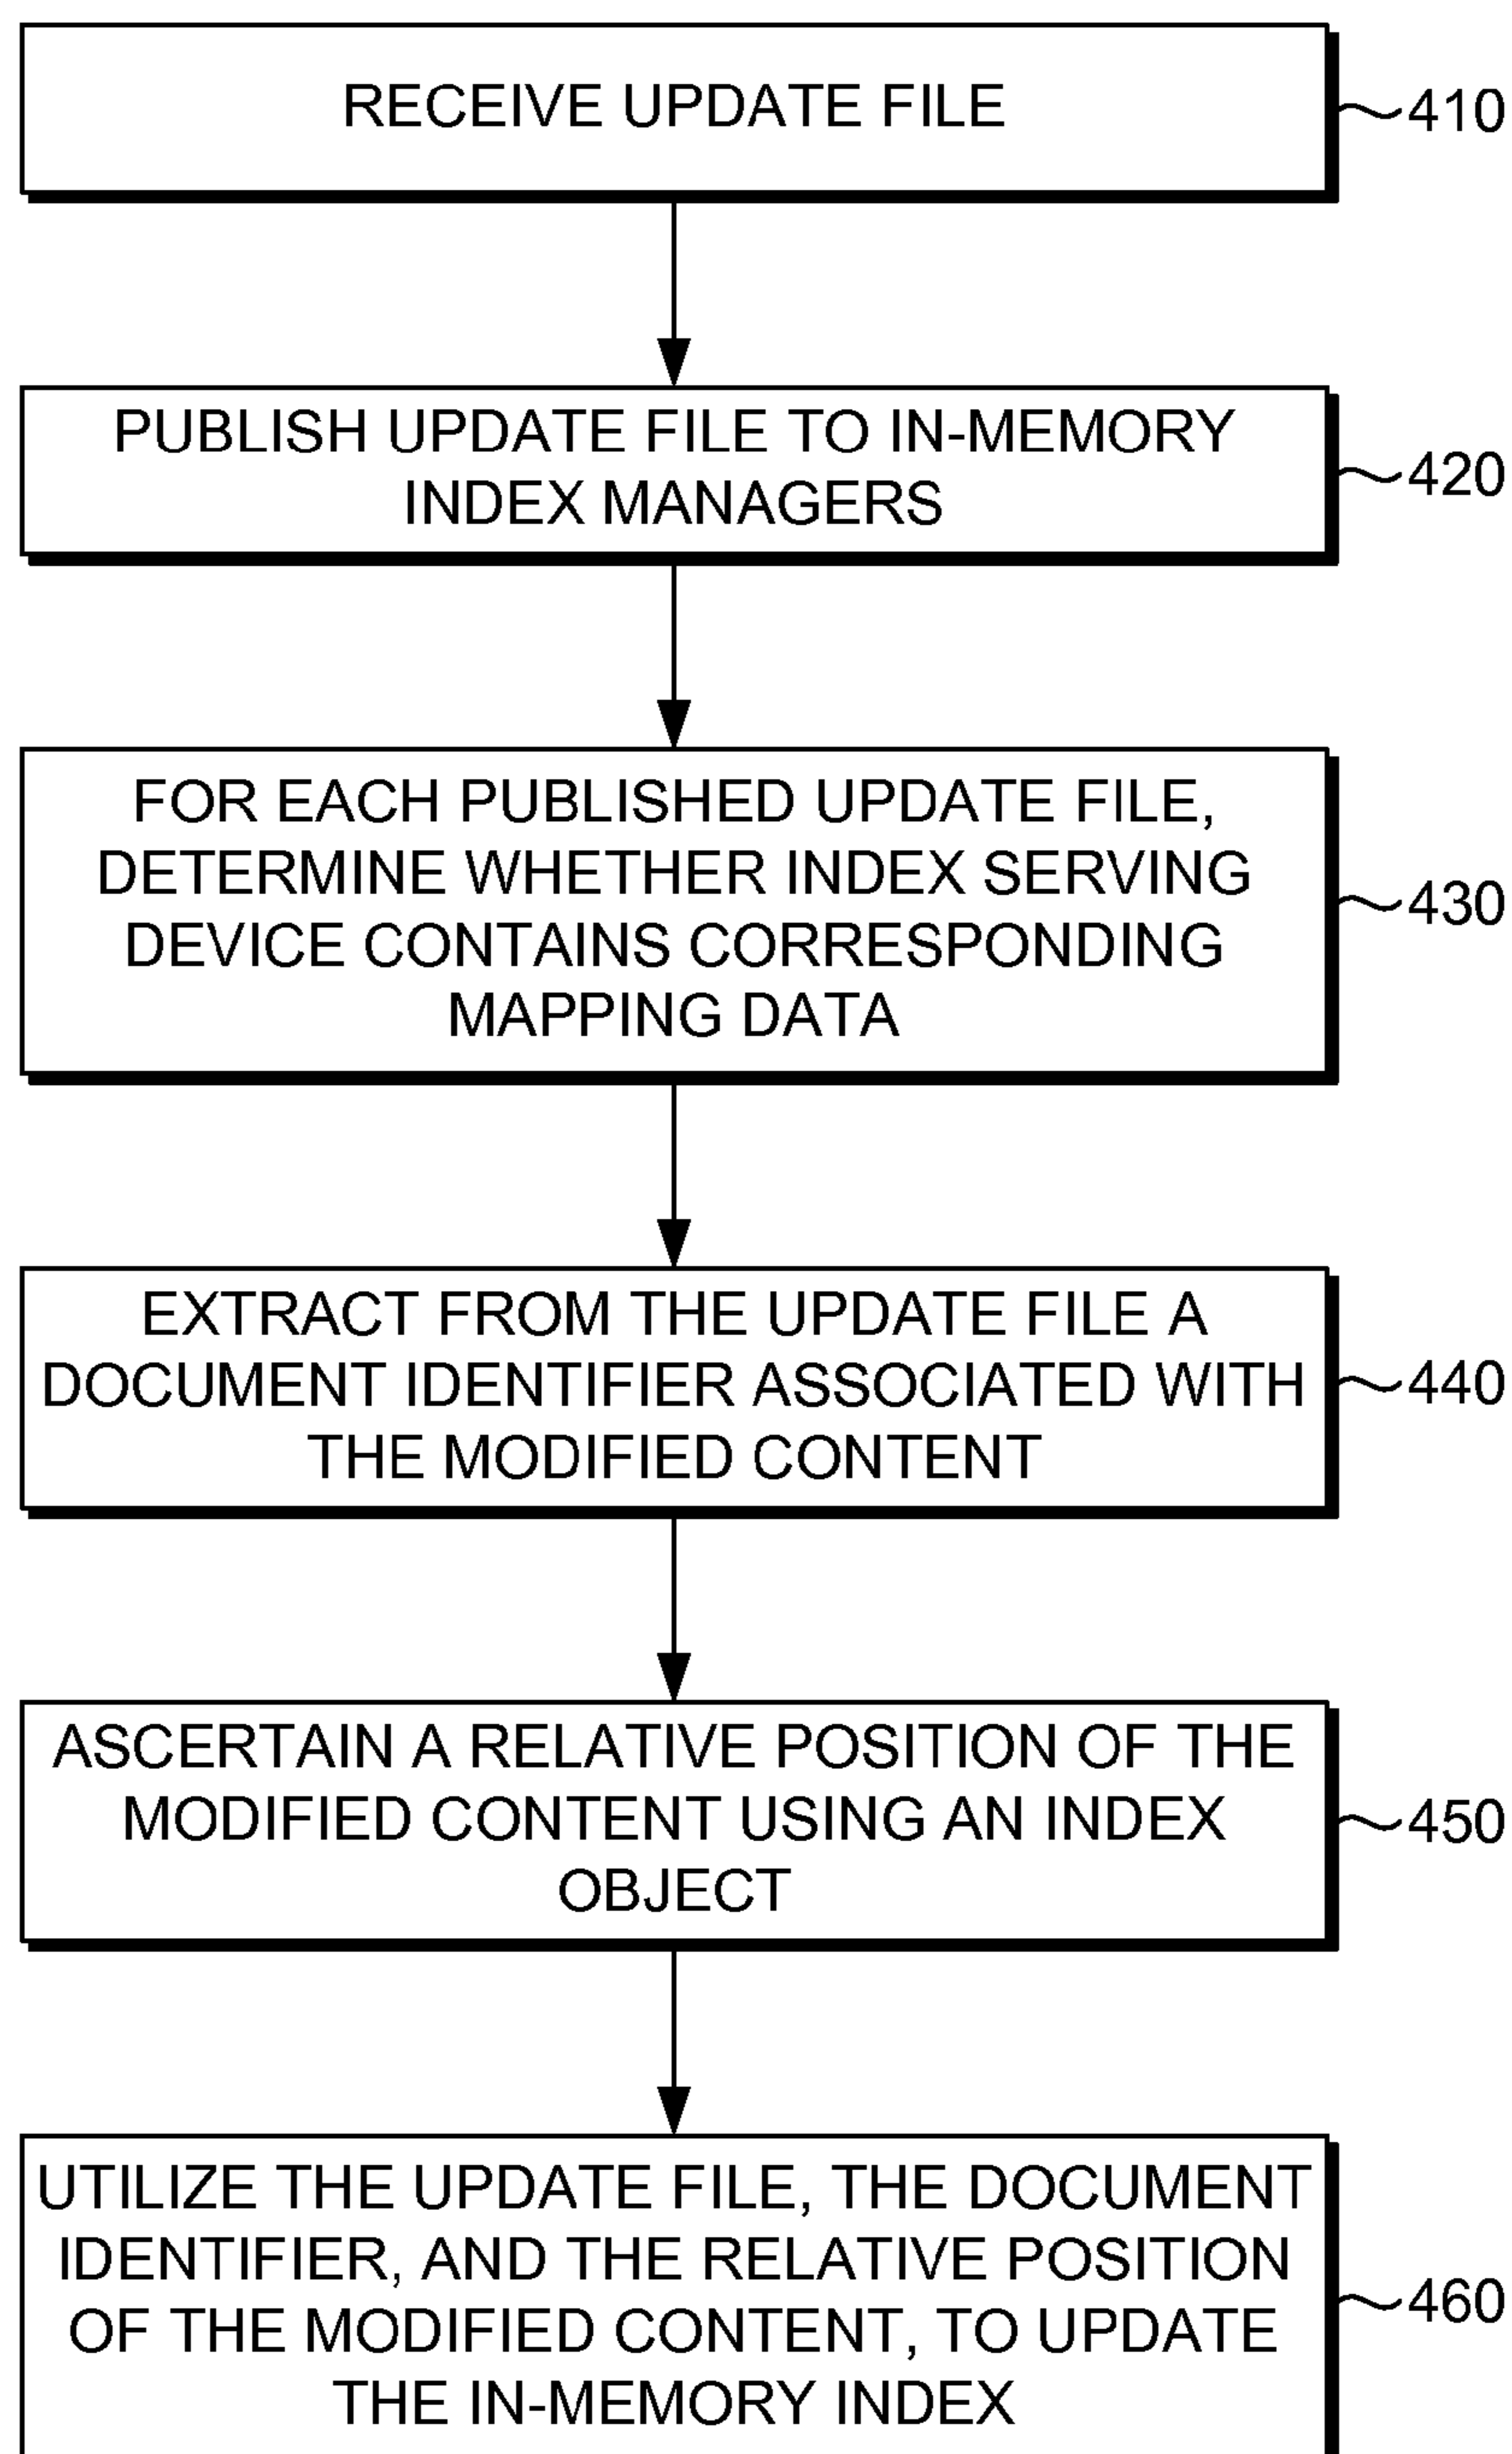 RECEIVE UPDATE FILE
410
PUBLISH UPDATE FILE TO IN-MEMORY
INDEX MANAGERS
420
FOR EACH PUBLISHED UPDATE FILE,
DETERMINE WHETHER INDEX SERVING
DEVICE CONTAINS CORRESPONDING
MAPPING DATA
430
EXTRACT FROM THE UPDATE FILE A
DOCUMENT IDENTIFIER ASSOCIATED WITH
THE MODIFIED CONTENT
440
ASCERTAIN A RELATIVE POSITION OF THE
MODIFIED CONTENT USING AN INDEX
OBJECT
450
UTILIZE THE UPDATE FILE, THE DOCUMENT
IDENTIFIER, AND THE RELATIVE POSITION
OF THE MODIFIED CONTENT, TO UPDATE
THE IN-MEMORY INDEX
460